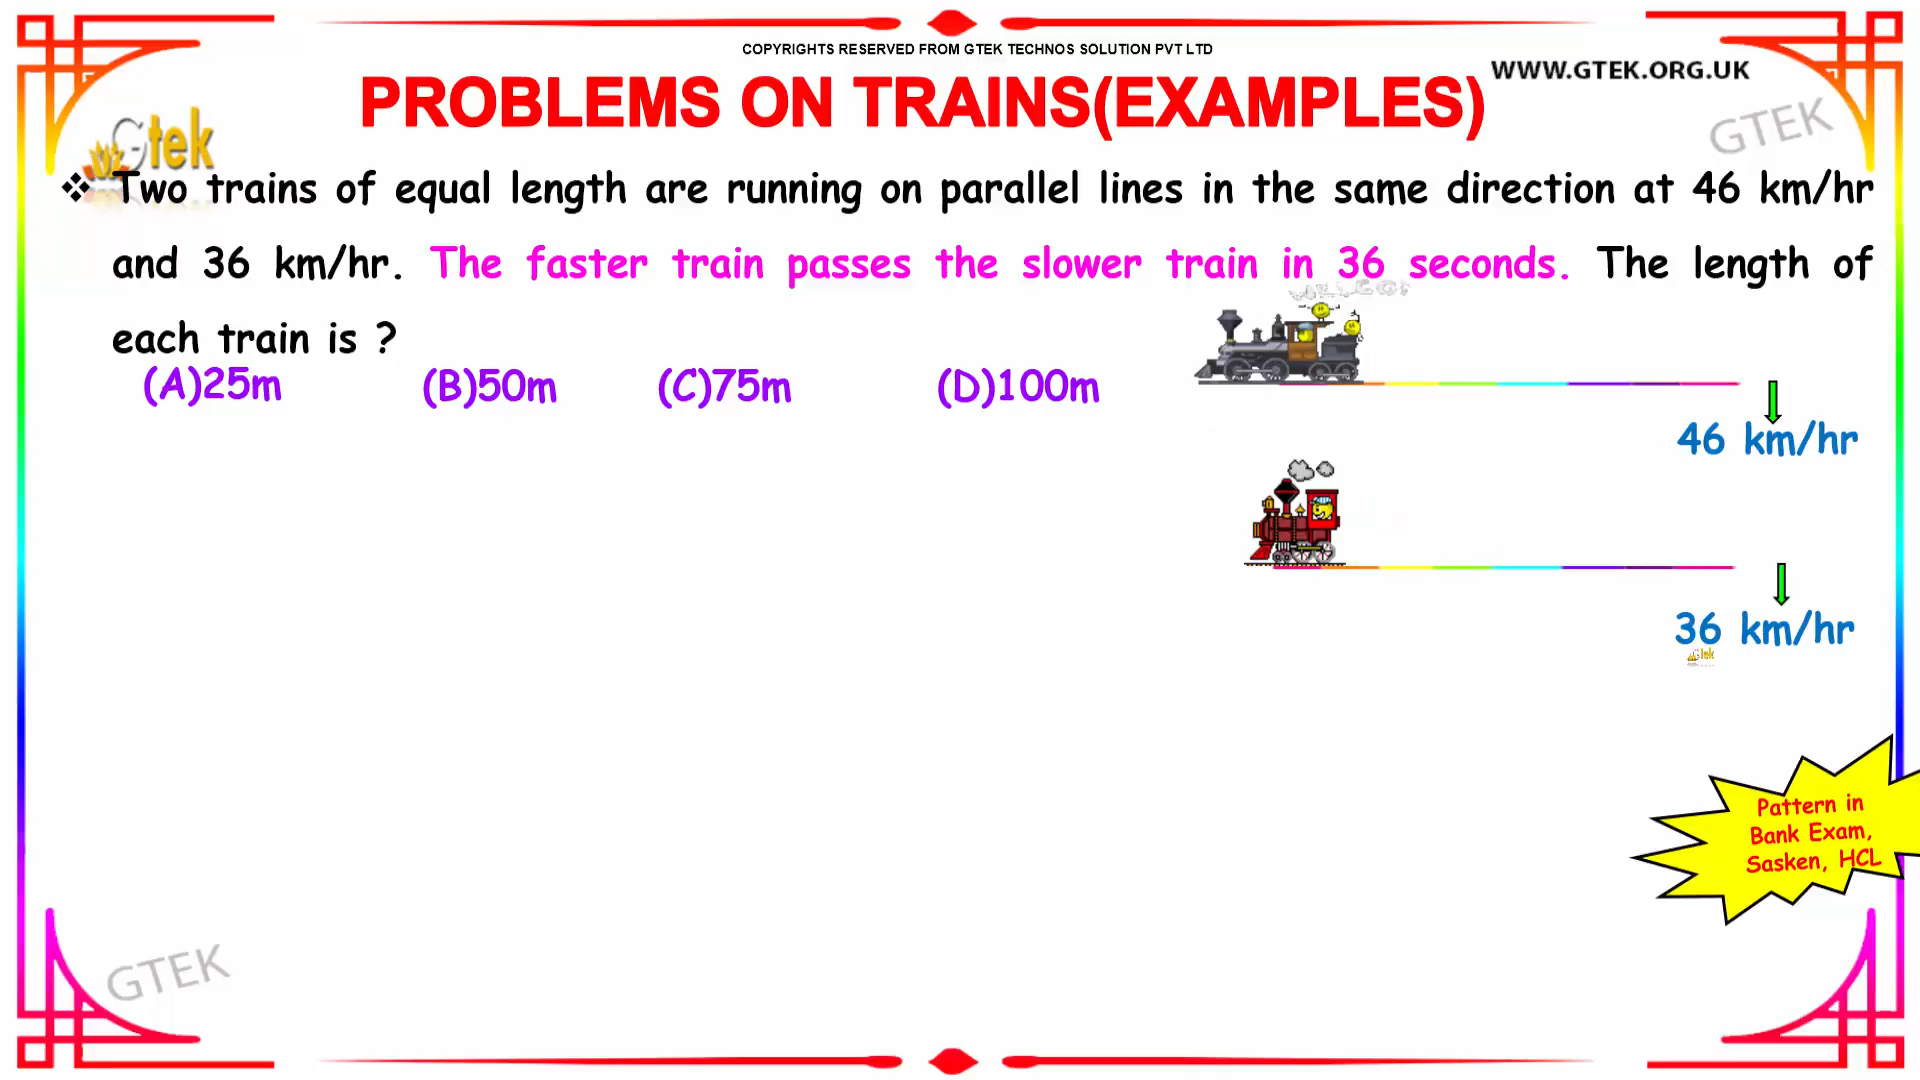 COPYRIGHTS RESERVED FROM GTEK TECHNOS SOLUTION PVT LTD
WWW.GTEK.ORG.UK
PROBLEMS ON TRAINS(EXAMPLES)
GTEK
Gtek
Two trains of equal length are running on parallel lines in the same direction at 46 km/hr
and 36 km/hr. The faster train passes the slower train in 36 seconds. The length of
each train is ?
(A)25m (B)50m (C)75m (D)100m
46 km/hr
36 km/hr
Gtek
Pattern in
Bank Exam,
Sasken, HCL
GTEK